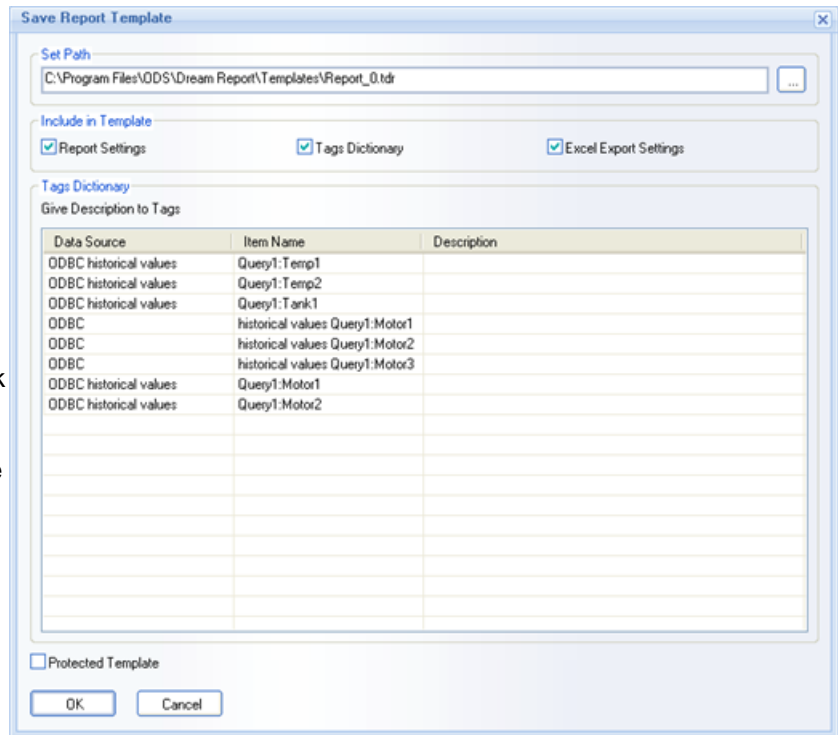 Save Report Template
Set Path
C:\Program Files\ODS\Dream Report\Templates\Report_0.tdr
...
Include in Template
Report Settings Tags Dictionary Excel Export Settings
Tags Dictionary
Give Description to Tags
Data Source Item Name Description
ODBC historical values Query1:Temp1
ODBC historical values Query1:Temp2
ODBC historical values Query1:Tank1
ODBC historical values Query1:Motor1
ODBC historical values Query1:Motor2
ODBC historical values Query1:Motor3
ODBC historical values Query1:Motor1
ODBC historical values Query1:Motor2
Protected Template
OK Cancel